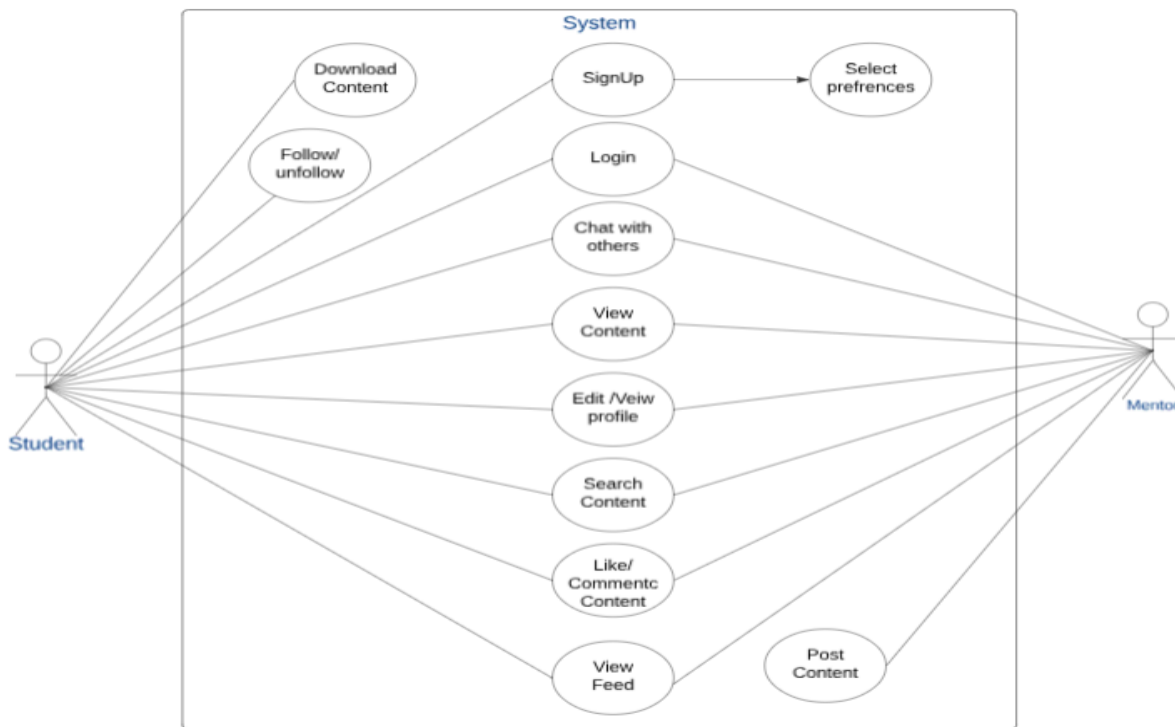 System
Download
Content
SignUp
Select
prefrences
Follow/
unfollow
Login
Chat with
others
View
Content
Edit /Veiw
profile
Student
Mentor
Search
Content
Like/
Commentc
Content
View
Feed
Post
Content